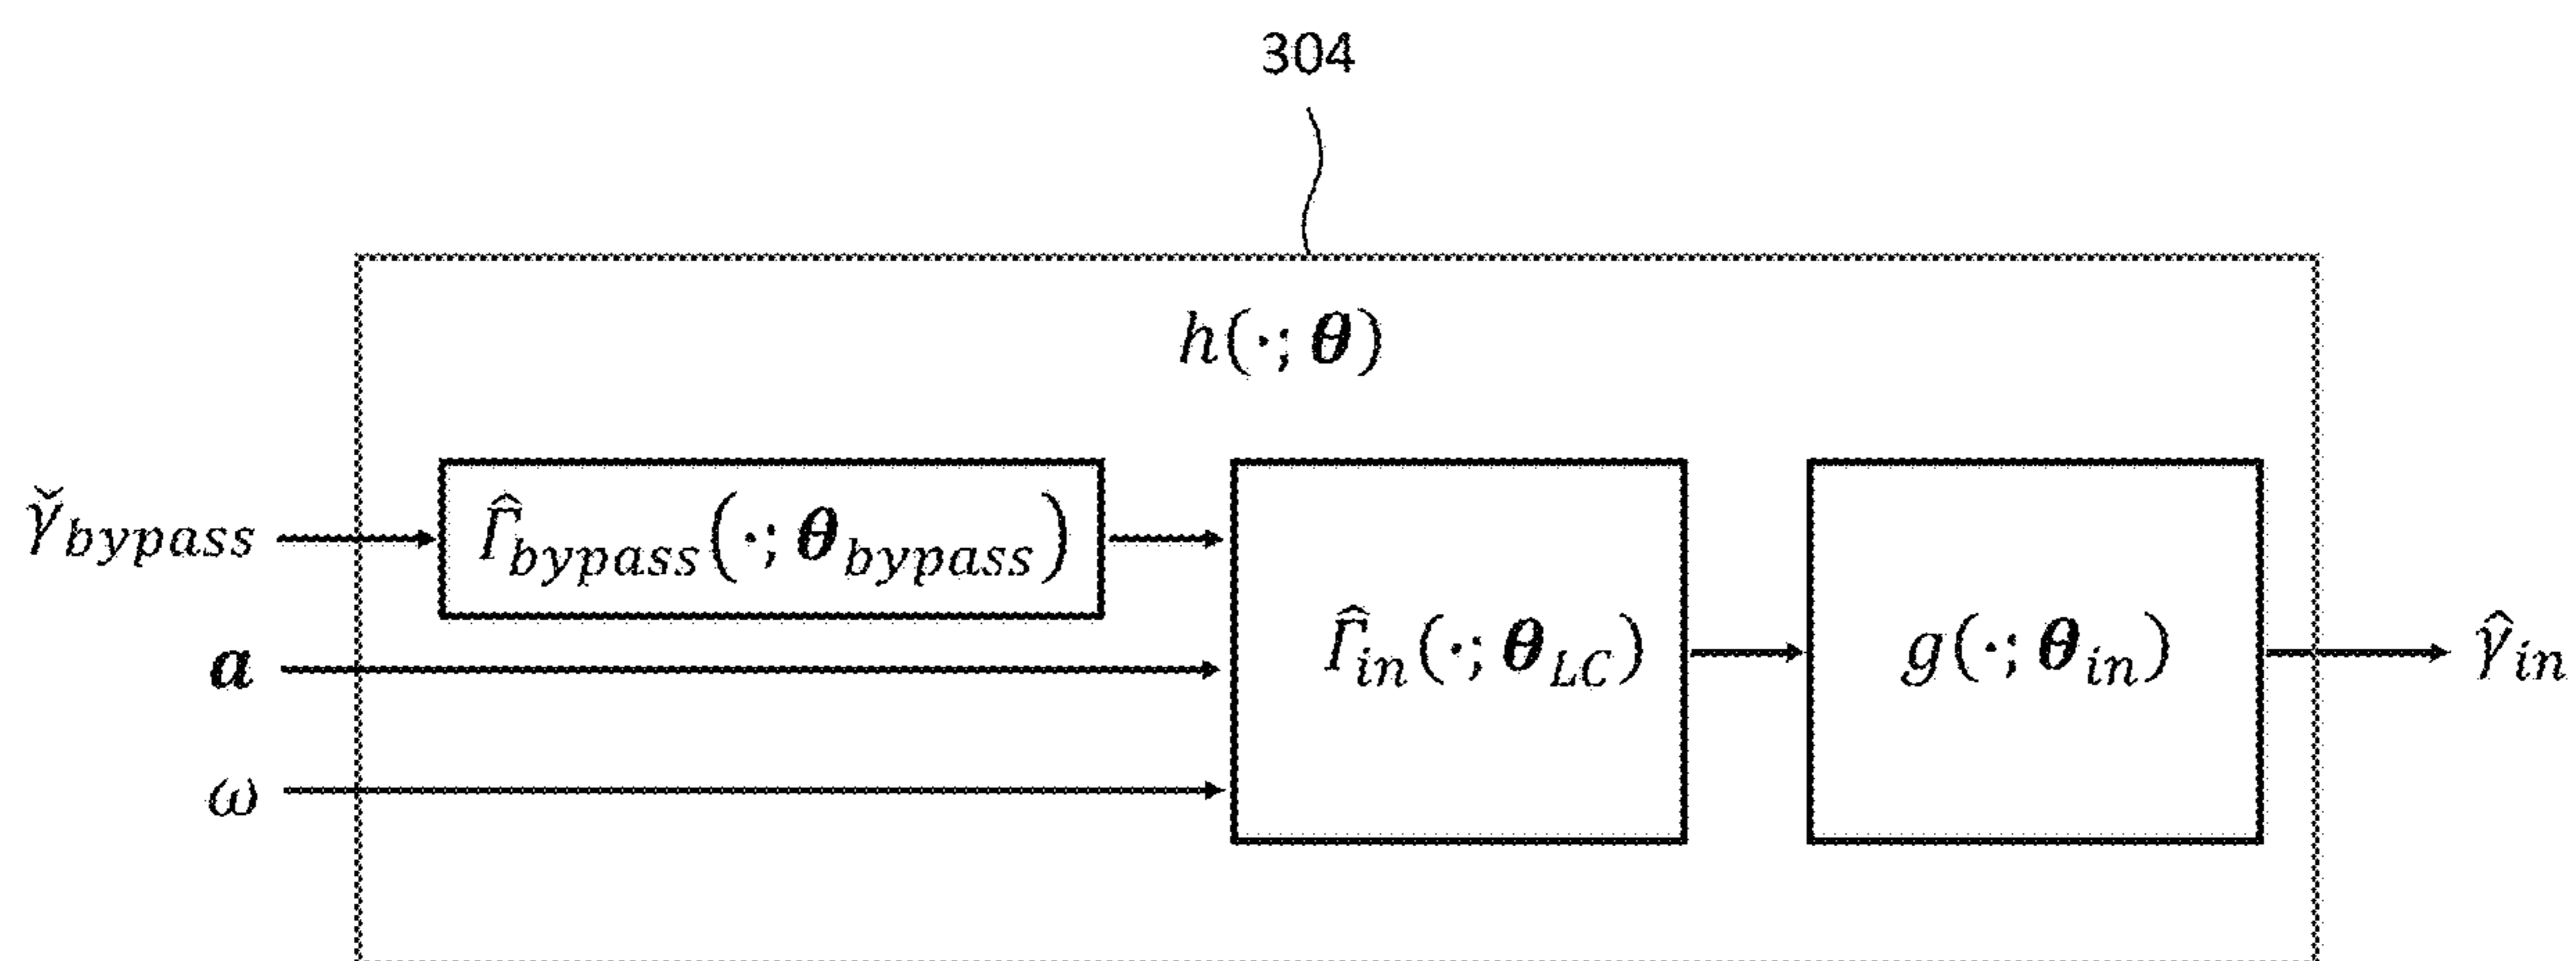 304
h(·; θ)
γ̌bypass
Γ̂bypass(·; θbypass)
a
ω
Γ̂in(·; θLC)
g(·; θin)
γ̂in